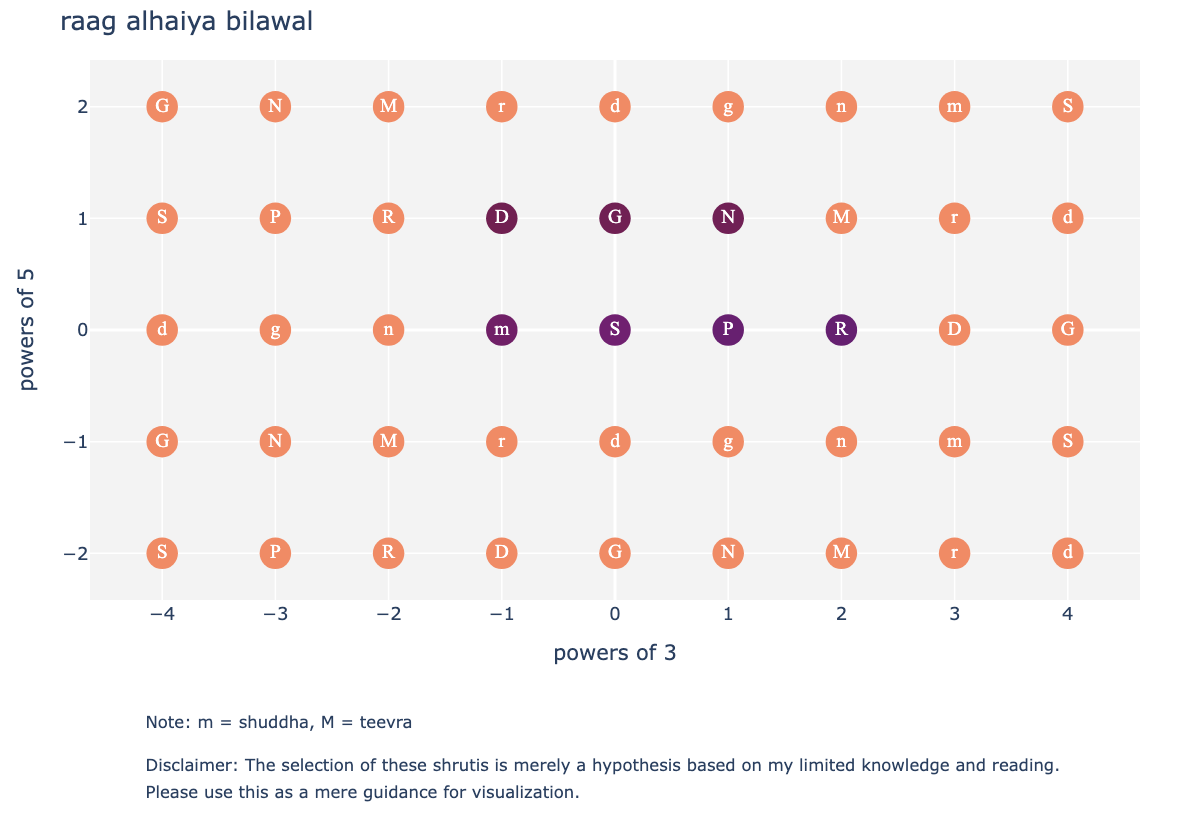 raag alhaiya bilawal
2 G N M r d g n m S
1 S P R D G N M r d
0 d g n m S P R D G
−1 G N M r d g n m S
−2 S P R D G N M r d
−4 −3 −2 −1 0 1 2 3 4
powers of 5
powers of 3
Note: m = shuddha, M = teevra
Disclaimer: The selection of these shrutis is merely a hypothesis based on my limited knowledge and reading.
Please use this as a mere guidance for visualization.